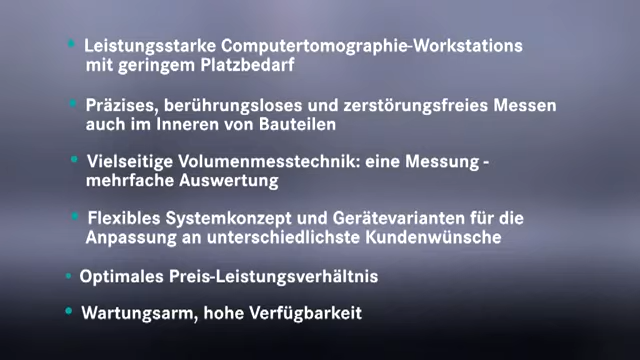 • Leistungsstarke Computertomographie-Workstations
mit geringem Platzbedarf
• Präzises, berührungsloses und zerstörungsfreies Messen
auch im Inneren von Bauteilen
• Vielseitige Volumenmesstechnik: eine Messung -
mehrfache Auswertung
• Flexibles Systemkonzept und Gerätevarianten für die
Anpassung an unterschiedlichste Kundenwünsche
• Optimales Preis-Leistungsverhältnis
• Wartungsarm, hohe Verfügbarkeit